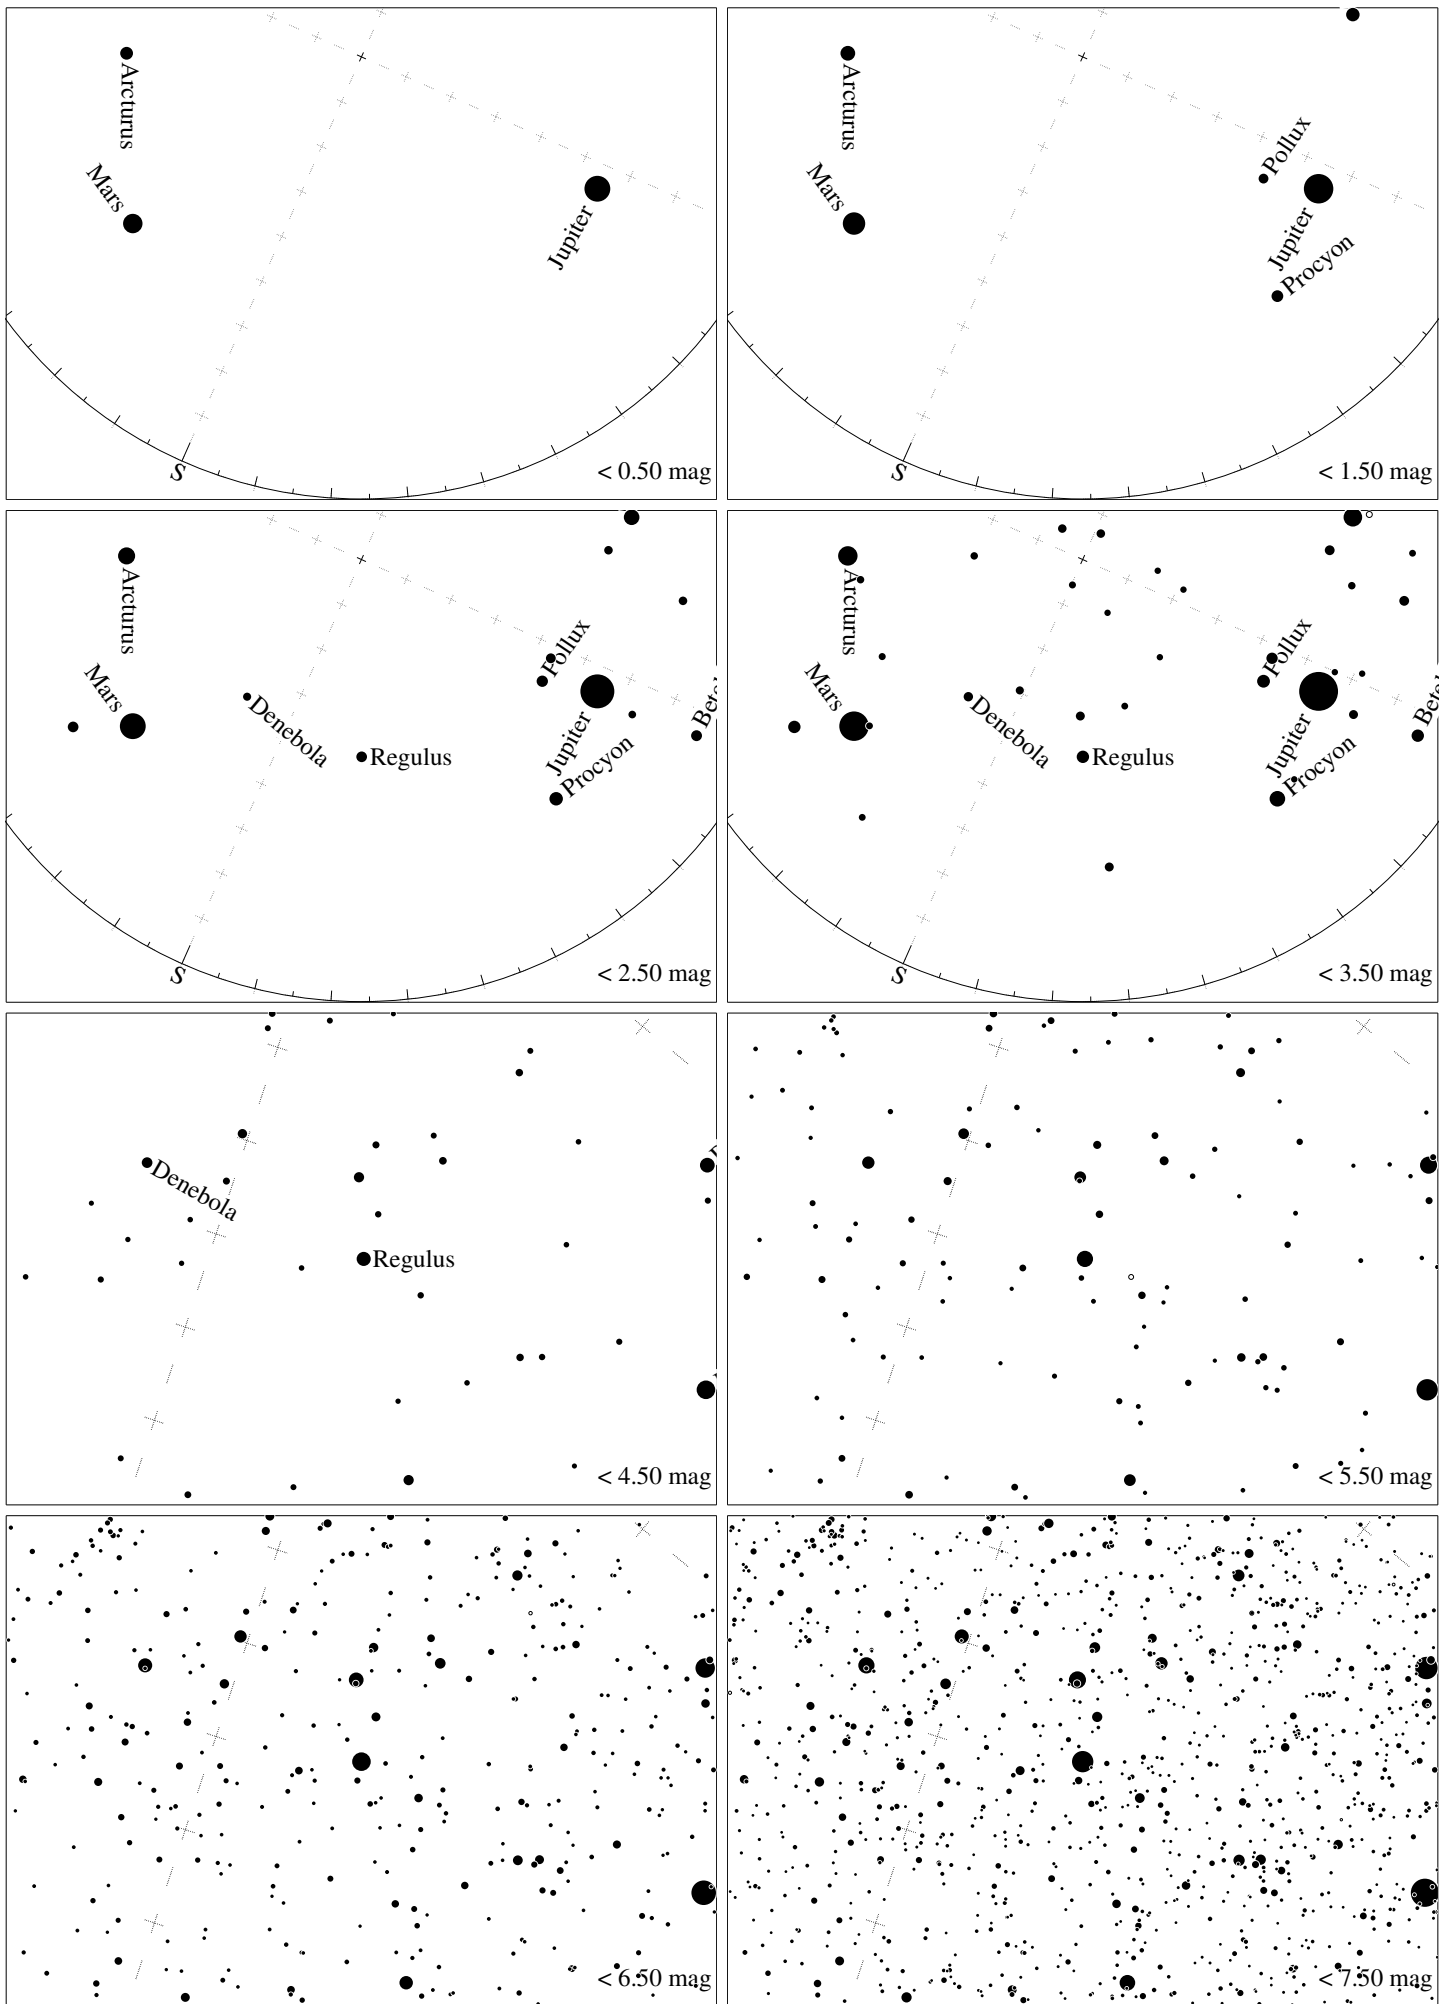 Arcturus
Mars
Jupiter
S
< 0.50 mag
Arcturus
Mars
Pollux
Jupiter
Procyon
S
< 1.50 mag
Arcturus
Mars
Denebola
Regulus
Pollux
Jupiter
Procyon
Betel
S
< 2.50 mag
Arcturus
Mars
Denebola
Regulus
Pollux
Jupiter
Procyon
Betel
S
< 3.50 mag
Denebola
Regulus
< 4.50 mag
< 5.50 mag
< 6.50 mag
< 7.50 mag